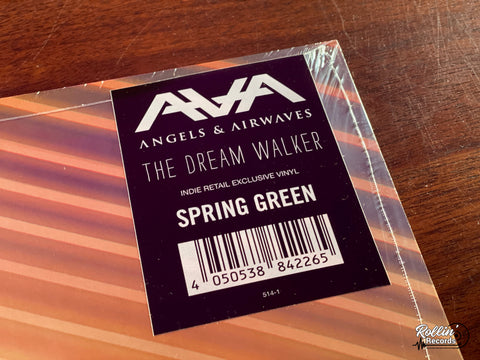 AVA
ANGELS & AIRWAVES
THE DREAM WALKER
INDIE RETAIL EXCLUSIVE VINYL
SPRING GREEN
4 050538 842265
514-1
Rollin'
Records